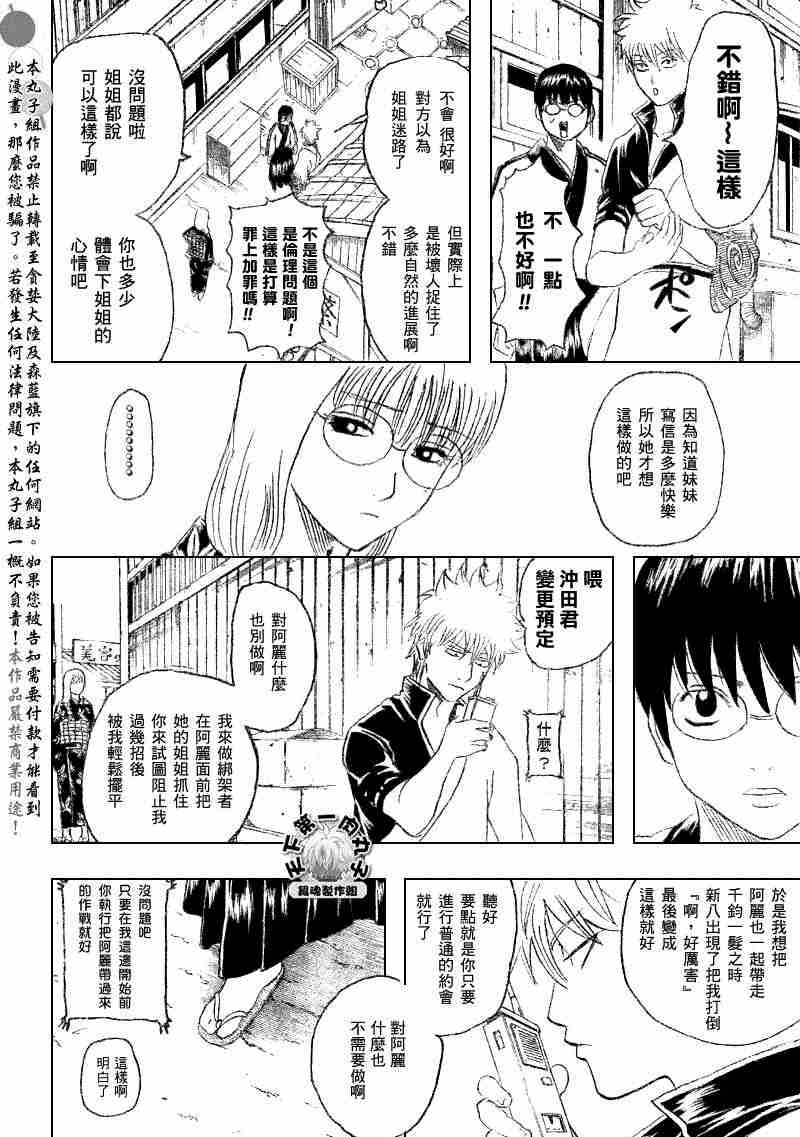 不錯啊～這樣
不一點
也不好啊!!
ポン
不會 很好啊
對方以為
姐姐迷路了
但實際上
是被壞人捉住了
多麼自然的進展啊
不錯
不是這個
是倫理問題啊！
這樣是打算
罪上加罪嗎!!
沒問題啦
姐姐都說
可以這樣了啊
你也多少
體會下姐姐的
心情吧
因為知道妹妹
寫信是多麼快樂
所以她才想
這樣做的吧
………
喂
沖田君
變更預定
什麼？
對阿麗什麼
也別做啊
我來做綁架者
在阿麗面前把
她的姐姐抓住
你來試圖阻止我
過幾招後
被我輕鬆擺平
於是我想把
阿麗也一起帶走
千鈞一髮之時
新八出現了把我打倒
『啊，好厲害』
最後變成
這樣就好
聽好
要點就是你只要
進行普通的約會
就行了
對阿麗
什麼也
不需要做啊
沒問題吧
只要在我這邊開始前
你執行把阿麗帶過來
的作戰就好
這樣啊
明白了
天下第一肉丸子
銀魂製作組
本丸子組作品禁止轉載至貪婪大陸及森藍旗下的任何網站。如果您被告知需要付款才能看到
此漫畫，那麼您被騙了。若發生任何法律問題，本丸子組一概不負責！本作品嚴禁商業用途！